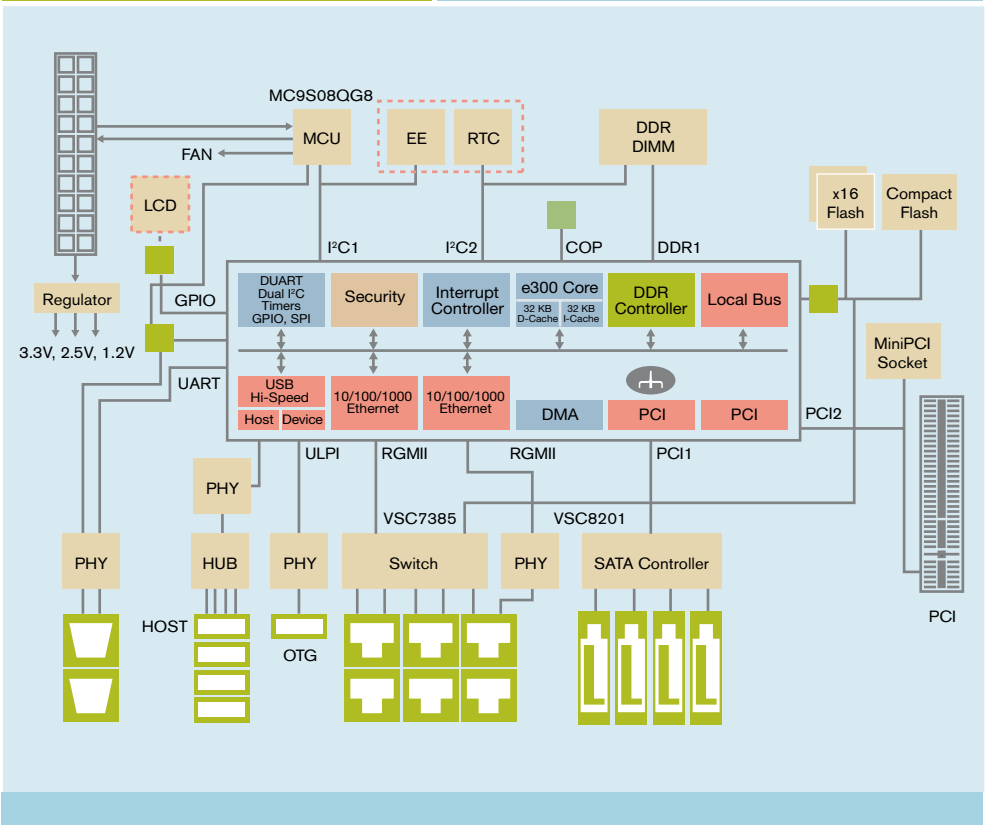 MC9S08QG8
MCU
EE
RTC
DDR
DIMM
FAN
LCD
x16
Flash
Compact
Flash
I²C1
I²C2
COP
DDR1
Regulator
GPIO
3.3V, 2.5V, 1.2V
UART
DUART
Dual I²C
Timers
GPIO, SPI
Security
Interrupt
Controller
e300 Core
32 KB
D-Cache
32 KB
I-Cache
DDR
Controller
Local Bus
MiniPCI
Socket
USB
Hi-Speed
Host
Device
10/100/1000
Ethernet
10/100/1000
Ethernet
DMA
PCI
PCI
PCI2
ULPI
RGMII
RGMII
PCI1
PHY
VSC7385
VSC8201
PHY
HUB
PHY
Switch
PHY
SATA Controller
HOST
OTG
PCI